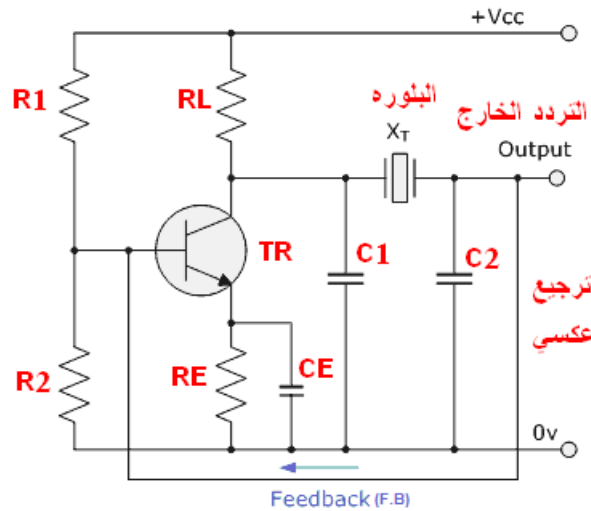 +Vcc
R1
RL
البلوره
التردد الخارج
XT
Output
TR
C1
C2
ترجيع
عكسي
R2
RE
CE
0v
Feedback (F.B)